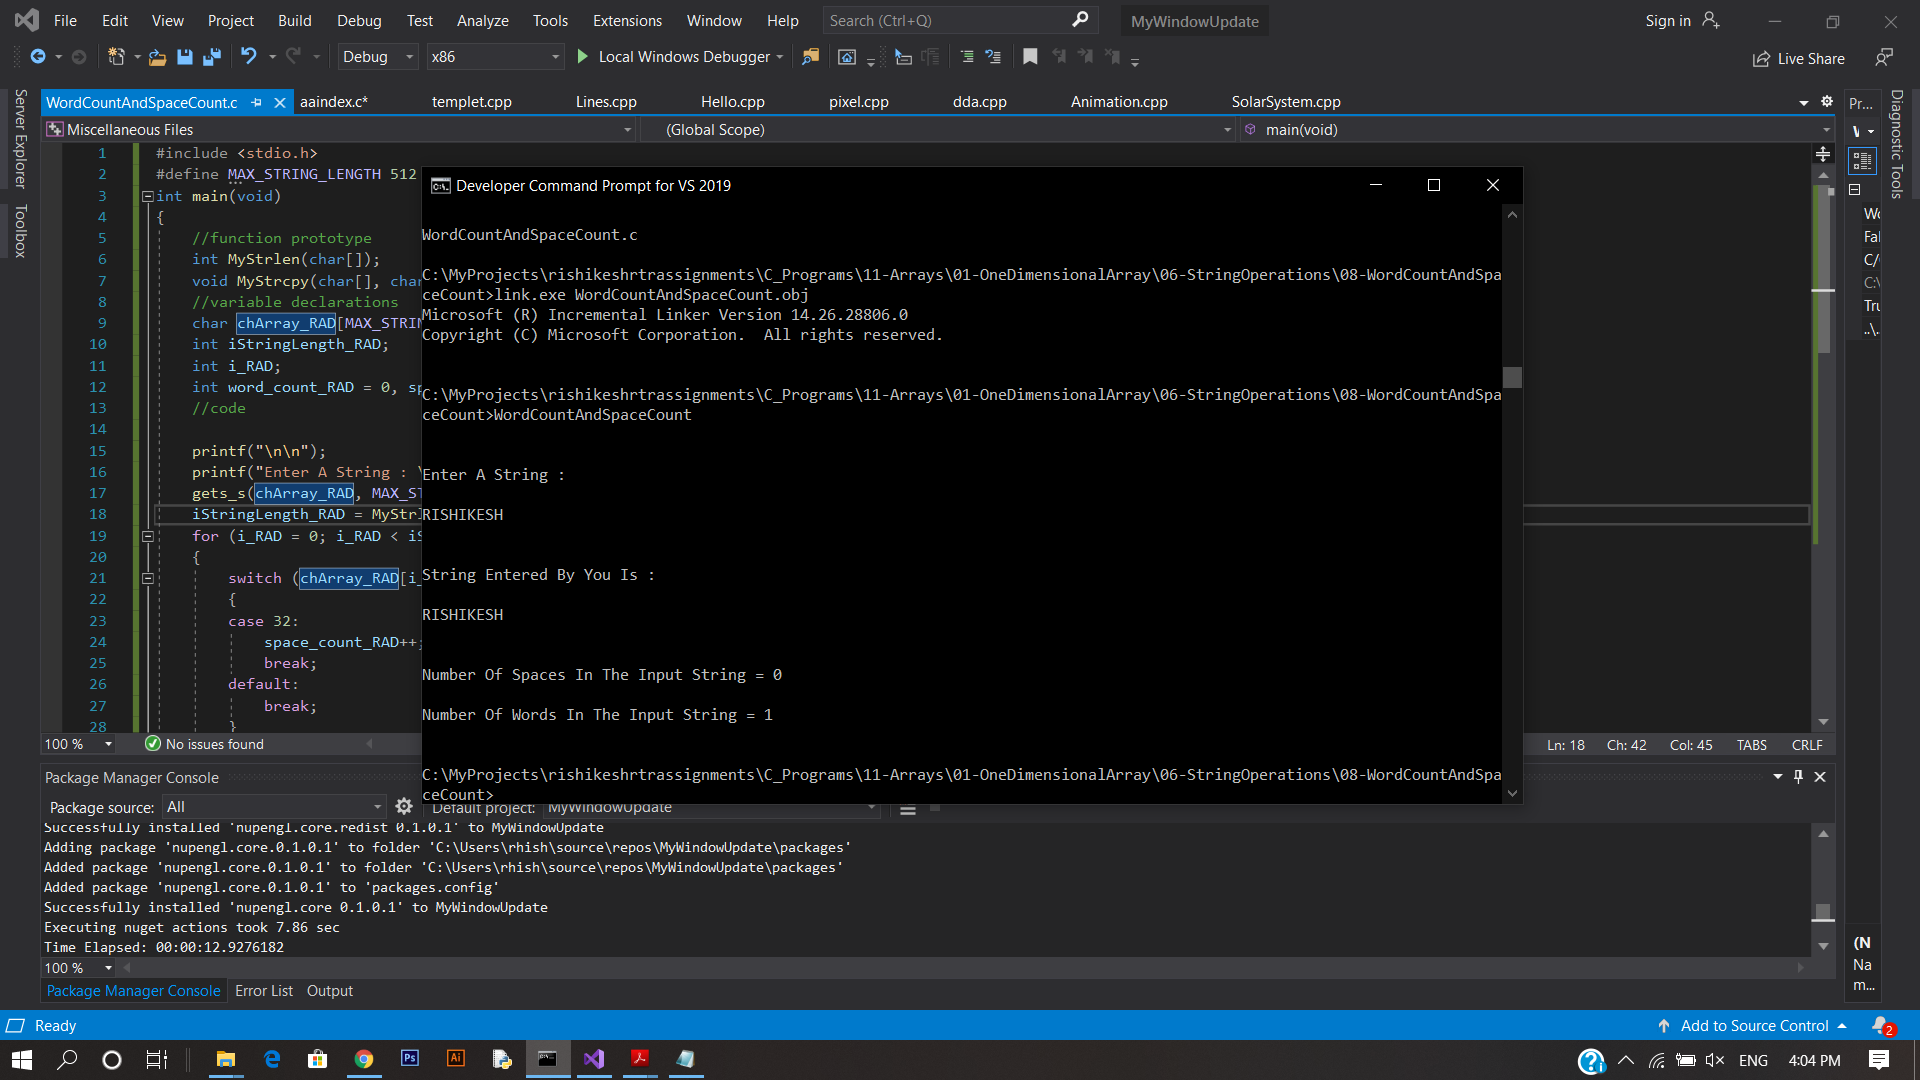 File Edit View Project Build Debug Test Analyze Tools Extensions Window Help Search (Ctrl+Q) MyWindowUpdate Sign in
Debug x86 Local Windows Debugger Live Share
Server Explorer
Toolbox
WordCountAndSpaceCount.c aaindex.c* templet.cpp Lines.cpp Hello.cpp pixel.cpp dda.cpp Animation.cpp SolarSystem.cpp
Miscellaneous Files (Global Scope) main(void)
1 #include <stdio.h>
2 #define MAX_STRING_LENGTH 512
3 int main(void)
4 {
5 //function prototype
6 int MyStrlen(char[]);
7 void MyStrcpy(char[], char
8 //variable declarations
9 char chArray_RAD[MAX_STRIN
10 int iStringLength_RAD;
11 int i_RAD;
12 int word_count_RAD = 0, sp
13 //code
14
15 printf("\n\n");
16 printf("Enter A String : \
17 gets_s(chArray_RAD, MAX_ST
18 iStringLength_RAD = MyStrl
19 for (i_RAD = 0; i_RAD < iS
20 {
21 switch (chArray_RAD[i_
22 {
23 case 32:
24 space_count_RAD++;
25 break;
26 default:
27 break;
28 }
100 % No issues found
Ln: 18 Ch: 42 Col: 45 TABS CRLF
Developer Command Prompt for VS 2019
WordCountAndSpaceCount.c
C:\MyProjects\rishikeshrtrassignments\C_Programs\11-Arrays\01-OneDimensionalArray\06-StringOperations\08-WordCountAndSpa
ceCount>link.exe WordCountAndSpaceCount.obj
Microsoft (R) Incremental Linker Version 14.26.28806.0
Copyright (C) Microsoft Corporation.  All rights reserved.
C:\MyProjects\rishikeshrtrassignments\C_Programs\11-Arrays\01-OneDimensionalArray\06-StringOperations\08-WordCountAndSpa
ceCount>WordCountAndSpaceCount
Enter A String :
RISHIKESH
String Entered By You Is :
RISHIKESH
Number Of Spaces In The Input String = 0
Number Of Words In The Input String = 1
C:\MyProjects\rishikeshrtrassignments\C_Programs\11-Arrays\01-OneDimensionalArray\06-StringOperations\08-WordCountAndSpa
ceCount>
Pr...
Wo
Fal
C/
C:\
Tru
..\..
(N
Na
m...
Diagnostic Tools
Package Manager Console
Package source: All Default project: MyWindowUpdate
Successfully installed 'nupengl.core.redist 0.1.0.1' to MyWindowUpdate
Adding package 'nupengl.core.0.1.0.1' to folder 'C:\Users\rhish\source\repos\MyWindowUpdate\packages'
Added package 'nupengl.core.0.1.0.1' to folder 'C:\Users\rhish\source\repos\MyWindowUpdate\packages'
Added package 'nupengl.core.0.1.0.1' to 'packages.config'
Successfully installed 'nupengl.core 0.1.0.1' to MyWindowUpdate
Executing nuget actions took 7.86 sec
Time Elapsed: 00:00:12.9276182
100 %
Package Manager Console Error List Output
Ready Add to Source Control 2
Ps Ai ENG 4:04 PM